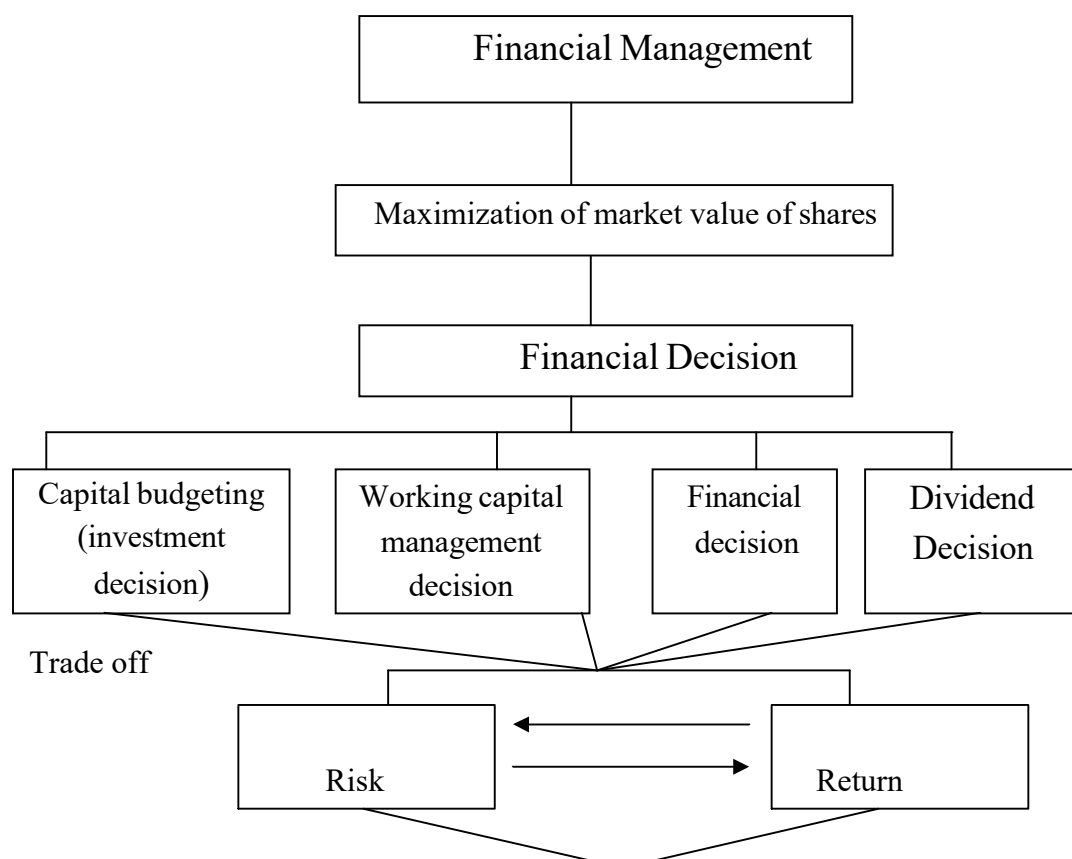 Financial Management
Maximization of market value of shares
Financial Decision
Capital budgeting
(investment
decision)
Working capital
management
decision
Financial
decision
Dividend
Decision
Trade off
Risk
Return